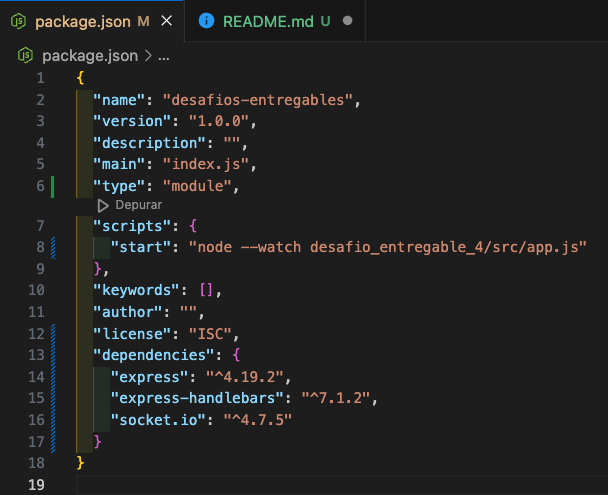 package.json M
README.md U
package.json > ...
1 {
2 "name": "desafios-entregables",
3 "version": "1.0.0",
4 "description": "",
5 "main": "index.js",
6 "type": "module",
Depurar
7 "scripts": {
8 "start": "node --watch desafio_entregable_4/src/app.js"
9 },
10 "keywords": [],
11 "author": "",
12 "license": "ISC",
13 "dependencies": {
14 "express": "^4.19.2",
15 "express-handlebars": "^7.1.2",
16 "socket.io": "^4.7.5"
17 }
18 }
19